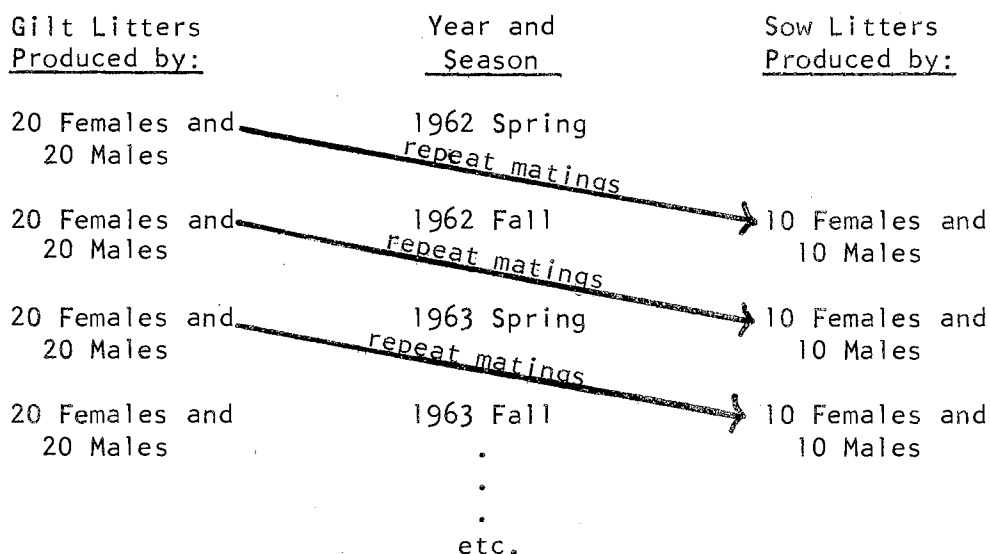 Gilt Litters Year and Sow Litters
Produced by: Season Produced by:
20 Females and 1962 Spring
20 Males
repeat matings
20 Females and 1962 Fall 10 Females and
20 Males 10 Males
repeat matings
20 Females and 1963 Spring 10 Females and
20 Males 10 Males
repeat matings
20 Females and 1963 Fall 10 Females and
20 Males 10 Males
.
.
.
etc.